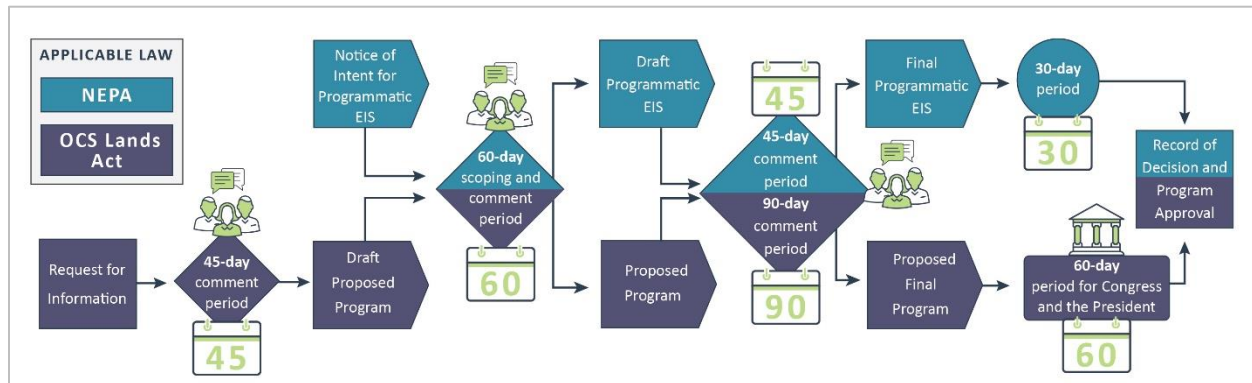 APPLICABLE LAW
NEPA
OCS Lands
Act
Request for
Information
45-day
comment
period
45
Notice of
Intent for
Programmatic
EIS
Draft
Proposed
Program
60-day
scoping and
comment
period
60
Draft
Programmatic
EIS
Proposed
Program
45
45-day
comment
period
90-day
comment
period
90
Final
Programmatic
EIS
Proposed
Final
Program
30-day
period
30
60-day
period for Congress
and the President
60
Record of
Decision and
Program
Approval